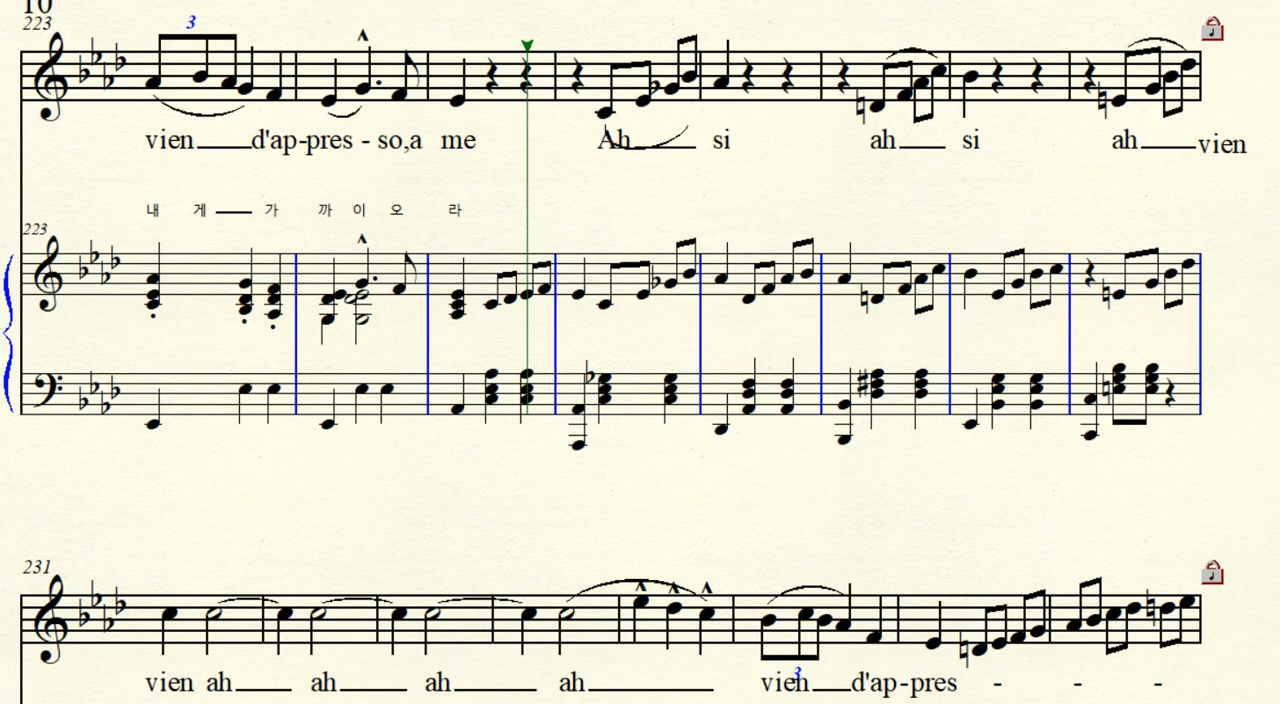 10
223
3
vien d'ap-pres - so,a me Ah si ah si ah vien
내 게 가 까 이 오 라
223
231
vien ah ah ah ah vien d'ap-pres - - -
3